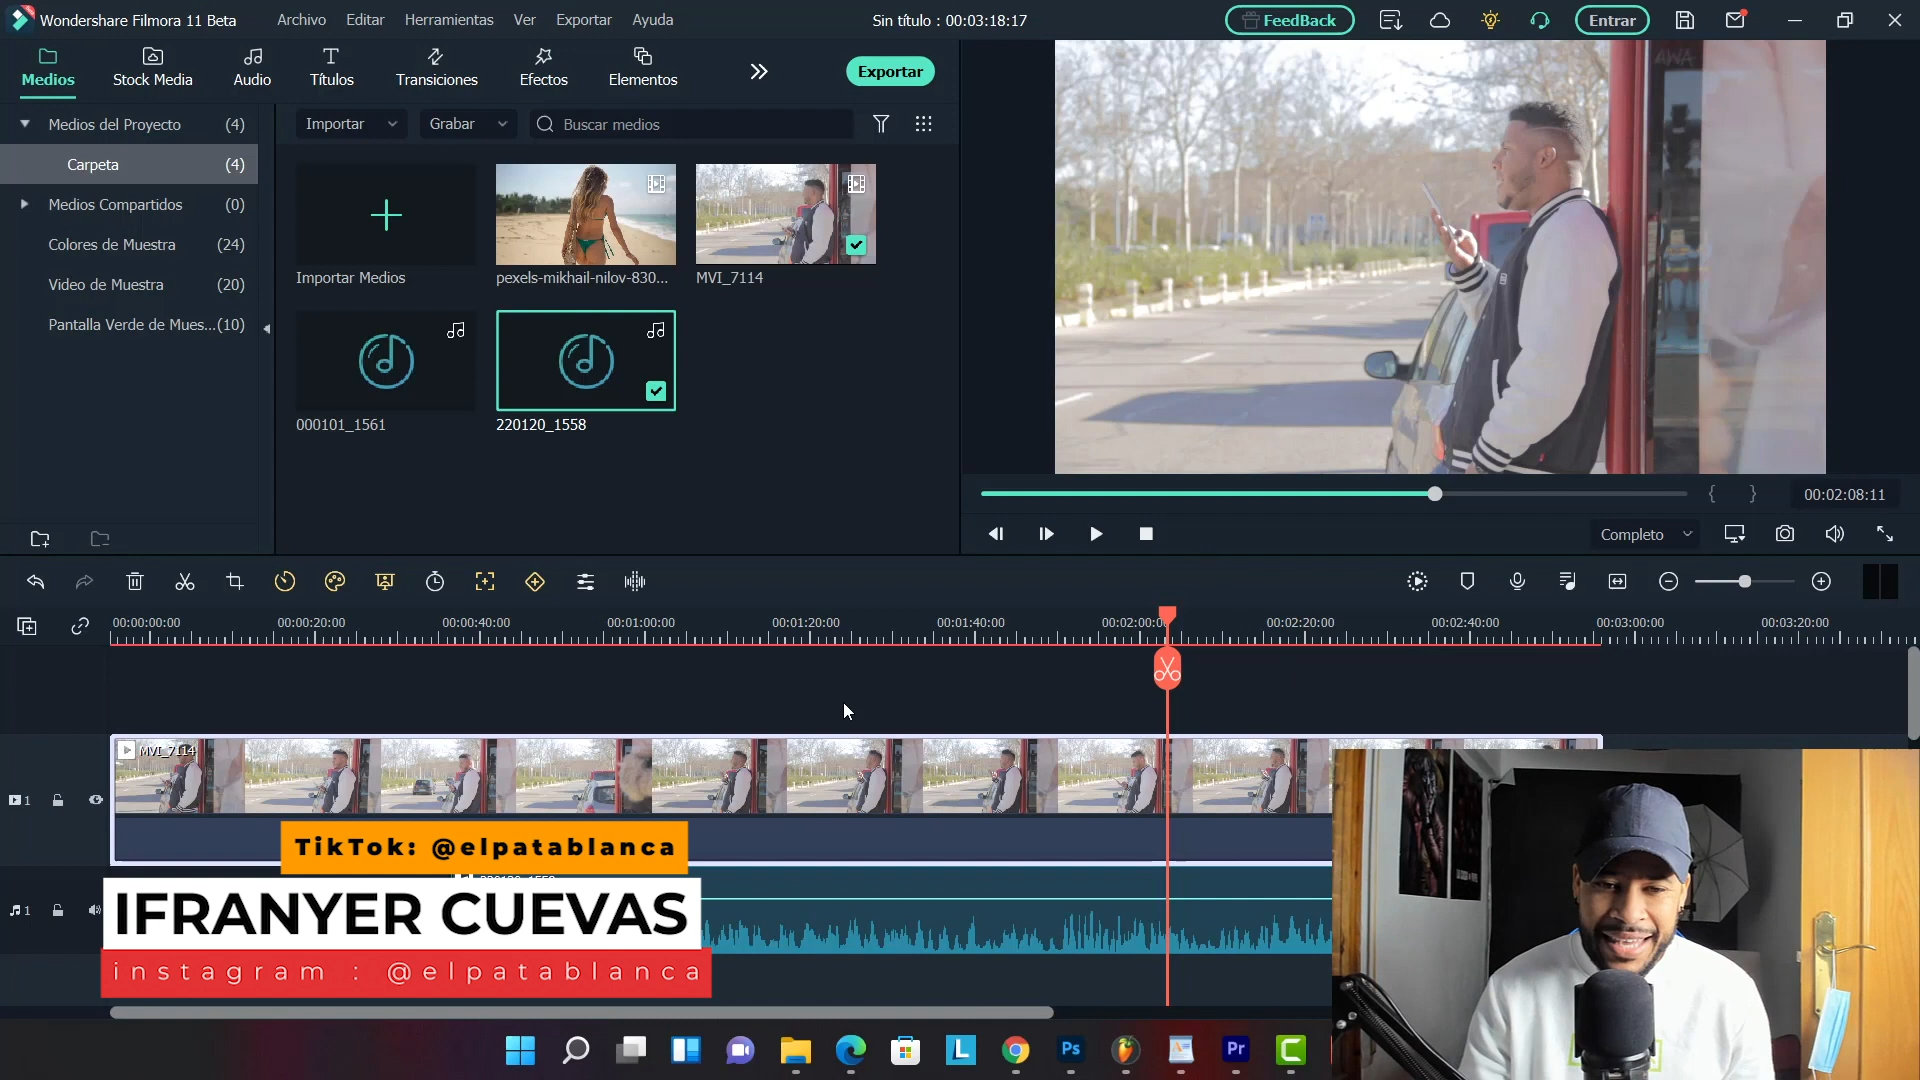 Wondershare Filmora 11 Beta
Archivo Editar Herramientas Ver Exportar Ayuda
Sin título : 00:03:18:17
FeedBack
Entrar
Medios
Stock Media
Audio
Títulos
Transiciones
Efectos
Elementos
Exportar
Medios del Proyecto (4)
Carpeta (4)
Medios Compartidos (0)
Colores de Muestra (24)
Video de Muestra (20)
Pantalla Verde de Mues...(10)
Importar
Grabar
Buscar medios
Importar Medios
pexels-mikhail-nilov-830...
MVI_7114
000101_1561
220120_1558
AWA
00:02:08:11
Completo
00:00:00:00 00:00:20:00 00:00:40:00 00:01:00:00 00:01:20:00 00:01:40:00 00:02:00:0 00:02:20:00 00:02:40:00 00:03:00:00 00:03:20:00
MVI_7114
1
TikTok: @elpatablanca
IFRANYER CUEVAS
instagram : @elpatablanca
1
L
Ps
Pr
C